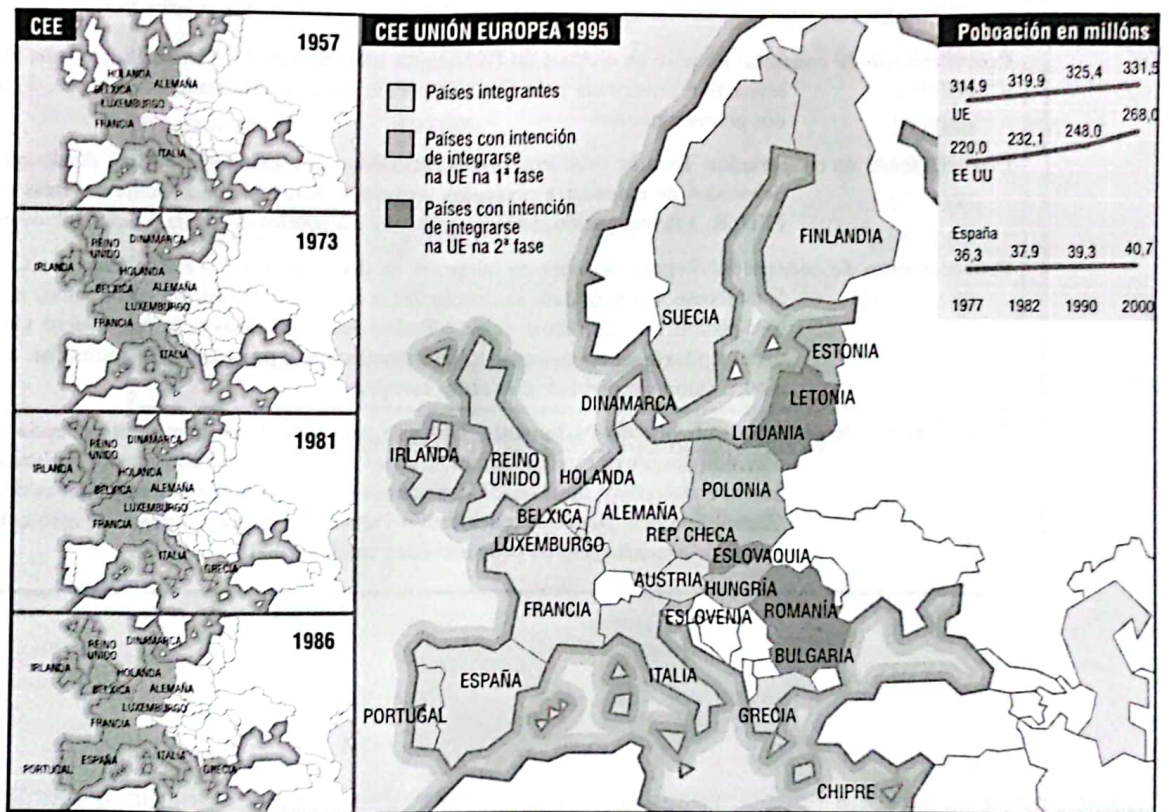 CEE
1957
HOLANDA
ALEMAÑA
BÉLXICA
LUXEMBURGO
FRANCIA
ITALIA
1973
REINO
UNIDO
DINAMARCA
IRLANDA
HOLANDA
BÉLXICA
ALEMAÑA
LUXEMBURGO
FRANCIA
ITALIA
1981
REINO
UNIDO
DINAMARCA
IRLANDA
HOLANDA
BÉLXICA
ALEMAÑA
LUXEMBURGO
FRANCIA
ITALIA
GRECIA
1986
REINO
UNIDO
DINAMARCA
IRLANDA
HOLANDA
BÉLXICA
ALEMAÑA
LUXEMBURGO
FRANCIA
PORTUGAL
ESPAÑA
ITALIA
GRECIA
CEE UNIÓN EUROPEA 1995
Países integrantes
Países con intención
de integrarse
na UE na 1ª fase
Países con intención
de integrarse
na UE na 2ª fase
FINLANDIA
SUECIA
ESTONIA
LETONIA
DINAMARCA
LITUANIA
IRLANDA
REINO
UNIDO
HOLANDA
POLONIA
BELXICA
ALEMAÑA
REP. CHECA
LUXEMBURGO
ESLOVAQUIA
AUSTRIA
HUNGRÍA
FRANCIA
ESLOVENIA
ROMANÍA
BULGARIA
ESPAÑA
ITALIA
PORTUGAL
GRECIA
CHIPRE
Poboación en millóns
314,9 319,9 325,4 331,5
UE
220,0 232,1 248,0 268,0
EE UU
España
36,3 37,9 39,3 40,7
1977 1982 1990 2000